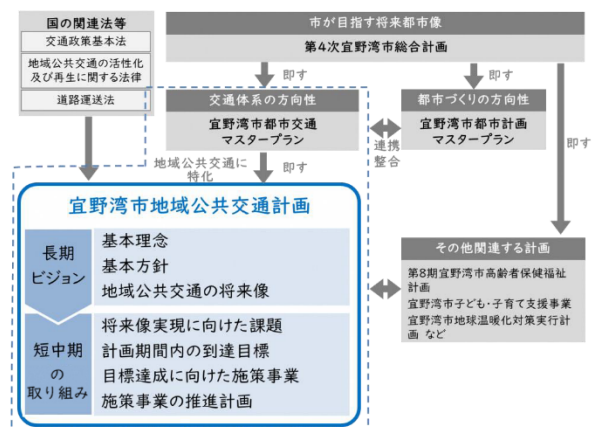 国の関連法等
交通政策基本法
地域公共交通の活性化
及び再生に関する法律
道路運送法
市が目指す将来都市像
第4次宜野湾市総合計画
即す
即す
交通体系の方向性
宜野湾市都市交通
マスタープラン
連携
整合
都市づくりの方向性
宜野湾市都市計画
マスタープラン
即す
地域公共交通に
特化
即す
宜野湾市地域公共交通計画
長期
ビジョン
基本理念
基本方針
地域公共交通の将来像
短中期
の
取り組み
将来像実現に向けた課題
計画期間内の到達目標
目標達成に向けた施策事業
施策事業の推進計画
その他関連する計画
第8期宜野湾市高齢者保健福祉
計画
宜野湾市子ども・子育て支援事業
宜野湾市地球温暖化対策実行計
画 など